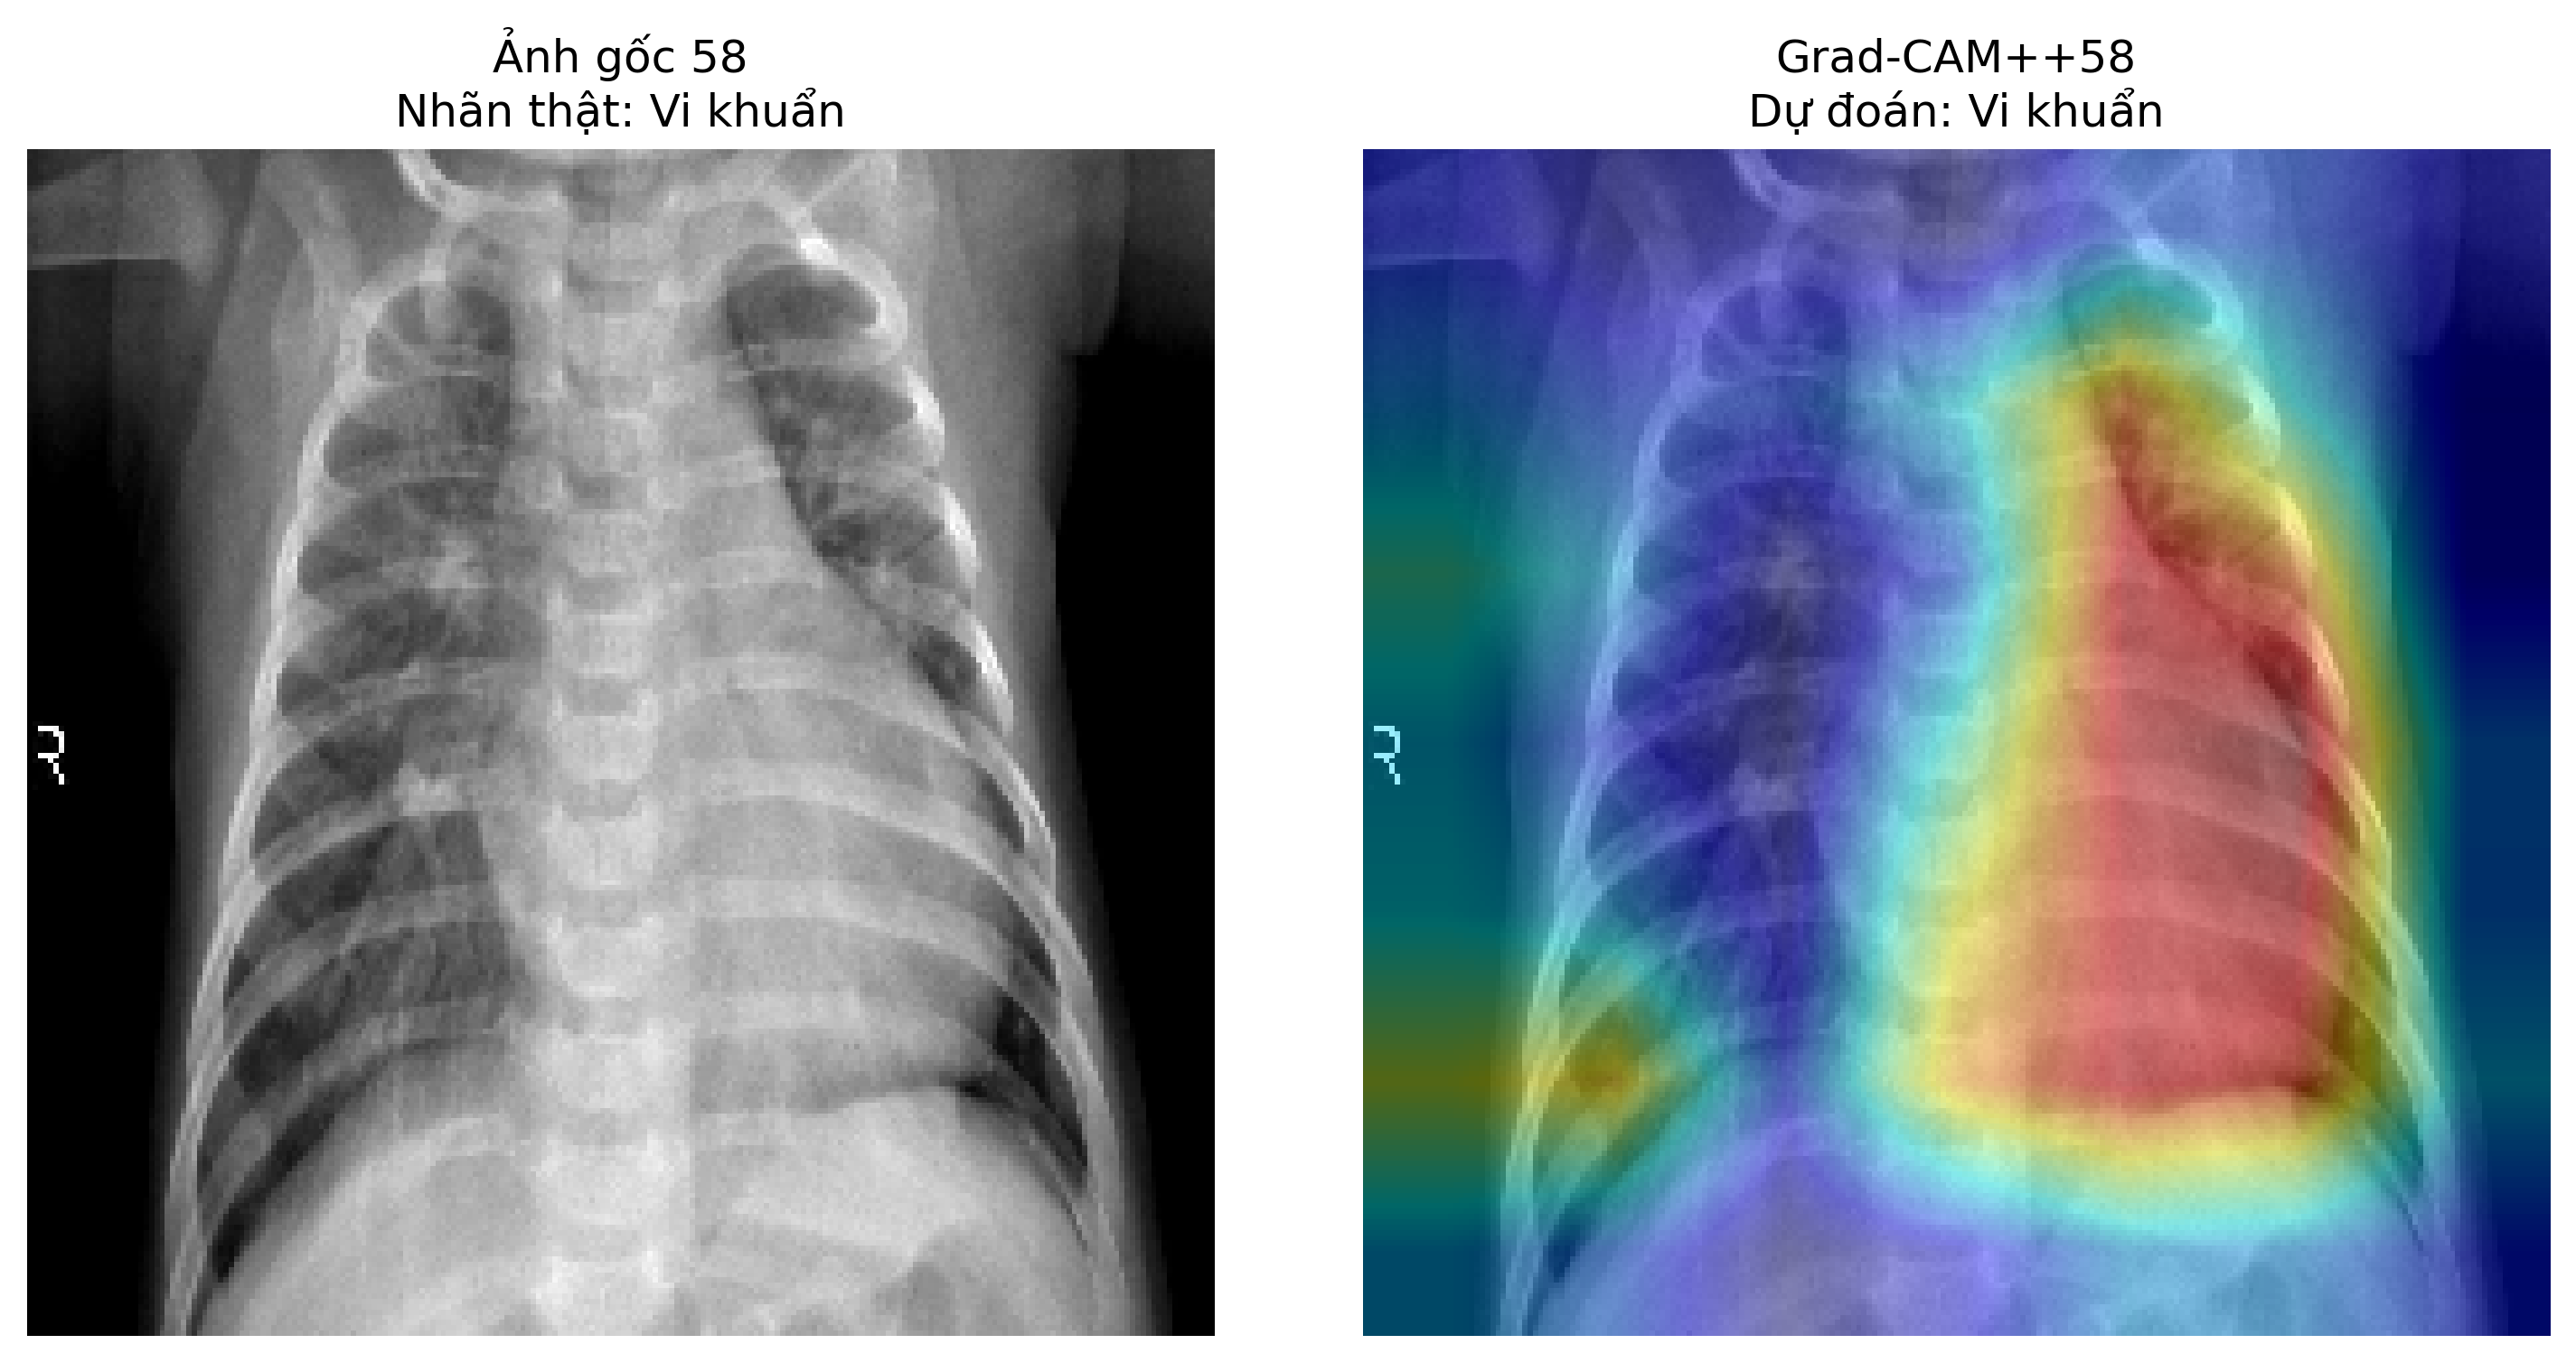 Ảnh gốc 58
Nhãn thật: Vi khuẩn
Grad-CAM++58
Dự đoán: Vi khuẩn
R
R